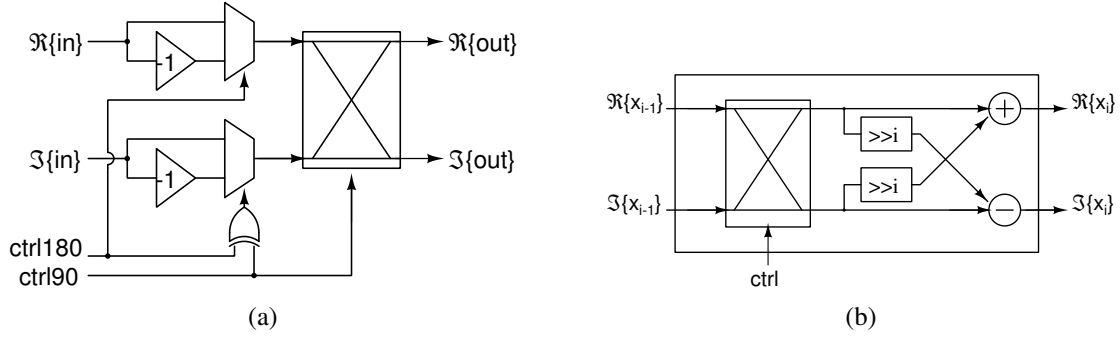 ℜ{in}
-1
ℜ{out}
ℑ{in}
-1
ℑ{out}
ctrl180
ctrl90
(a)
ℜ{xi-1}
+
ℜ{xi}
>>i
>>i
ℑ{xi-1}
−
ℑ{xi}
ctrl
(b)